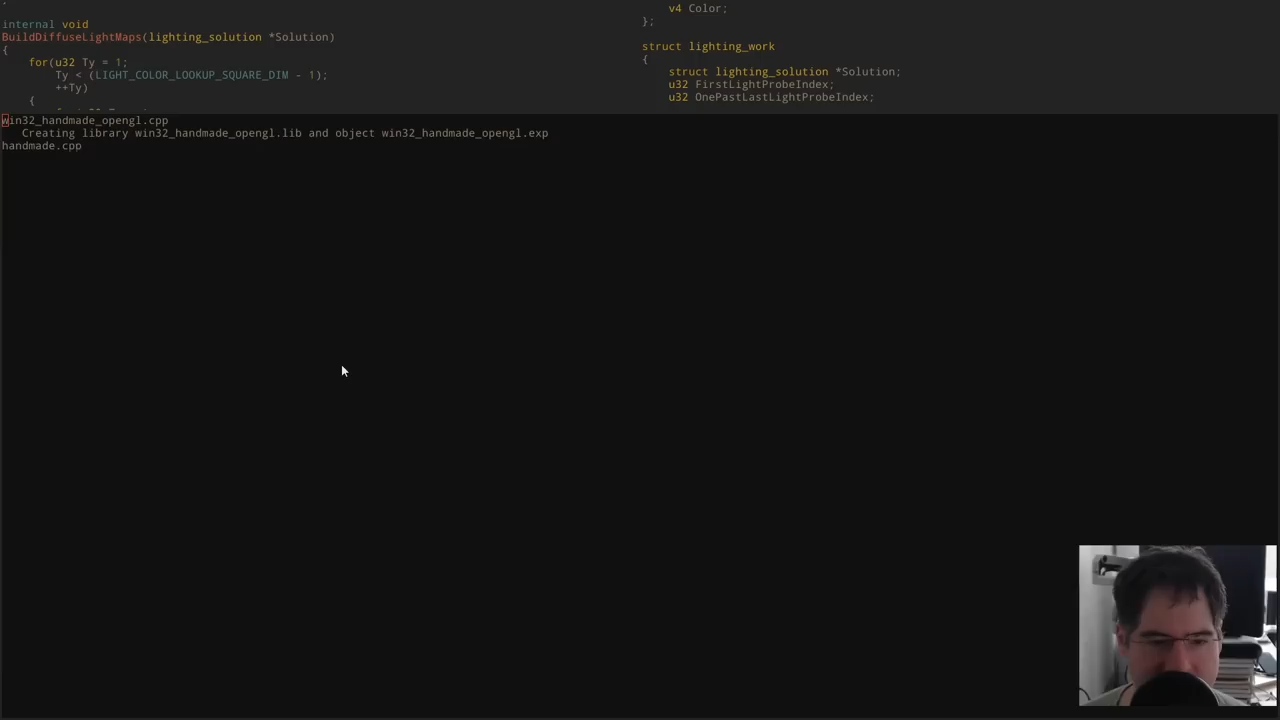 internal void
BuildDiffuseLightMaps(lighting_solution *Solution)
{
    for(u32 Ty = 1;
        Ty < (LIGHT_COLOR_LOOKUP_SQUARE_DIM - 1);
        ++Ty)
    {
    v4 Color;
};
struct lighting_work
{
    struct lighting_solution *Solution;
    u32 FirstLightProbeIndex;
    u32 OnePastLastLightProbeIndex;
win32_handmade_opengl.cpp
   Creating library win32_handmade_opengl.lib and object win32_handmade_opengl.exp
handmade.cpp